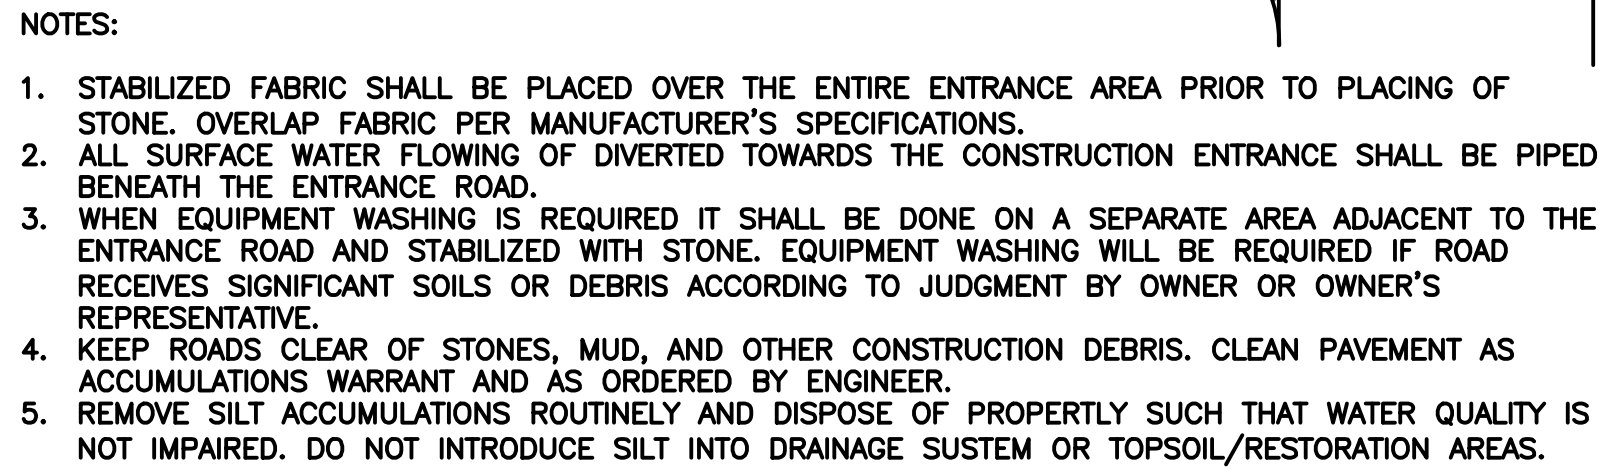 NOTES:
1. STABILIZED FABRIC SHALL BE PLACED OVER THE ENTIRE ENTRANCE AREA PRIOR TO PLACING OF
STONE. OVERLAP FABRIC PER MANUFACTURER'S SPECIFICATIONS.
2. ALL SURFACE WATER FLOWING OF DIVERTED TOWARDS THE CONSTRUCTION ENTRANCE SHALL BE PIPED
BENEATH THE ENTRANCE ROAD.
3. WHEN EQUIPMENT WASHING IS REQUIRED IT SHALL BE DONE ON A SEPARATE AREA ADJACENT TO THE
ENTRANCE ROAD AND STABILIZED WITH STONE. EQUIPMENT WASHING WILL BE REQUIRED IF ROAD
RECEIVES SIGNIFICANT SOILS OR DEBRIS ACCORDING TO JUDGMENT BY OWNER OR OWNER'S
REPRESENTATIVE.
4. KEEP ROADS CLEAR OF STONES, MUD, AND OTHER CONSTRUCTION DEBRIS. CLEAN PAVEMENT AS
ACCUMULATIONS WARRANT AND AS ORDERED BY ENGINEER.
5. REMOVE SILT ACCUMULATIONS ROUTINELY AND DISPOSE OF PROPERTLY SUCH THAT WATER QUALITY IS
NOT IMPAIRED. DO NOT INTRODUCE SILT INTO DRAINAGE SUSTEM OR TOPSOIL/RESTORATION AREAS.